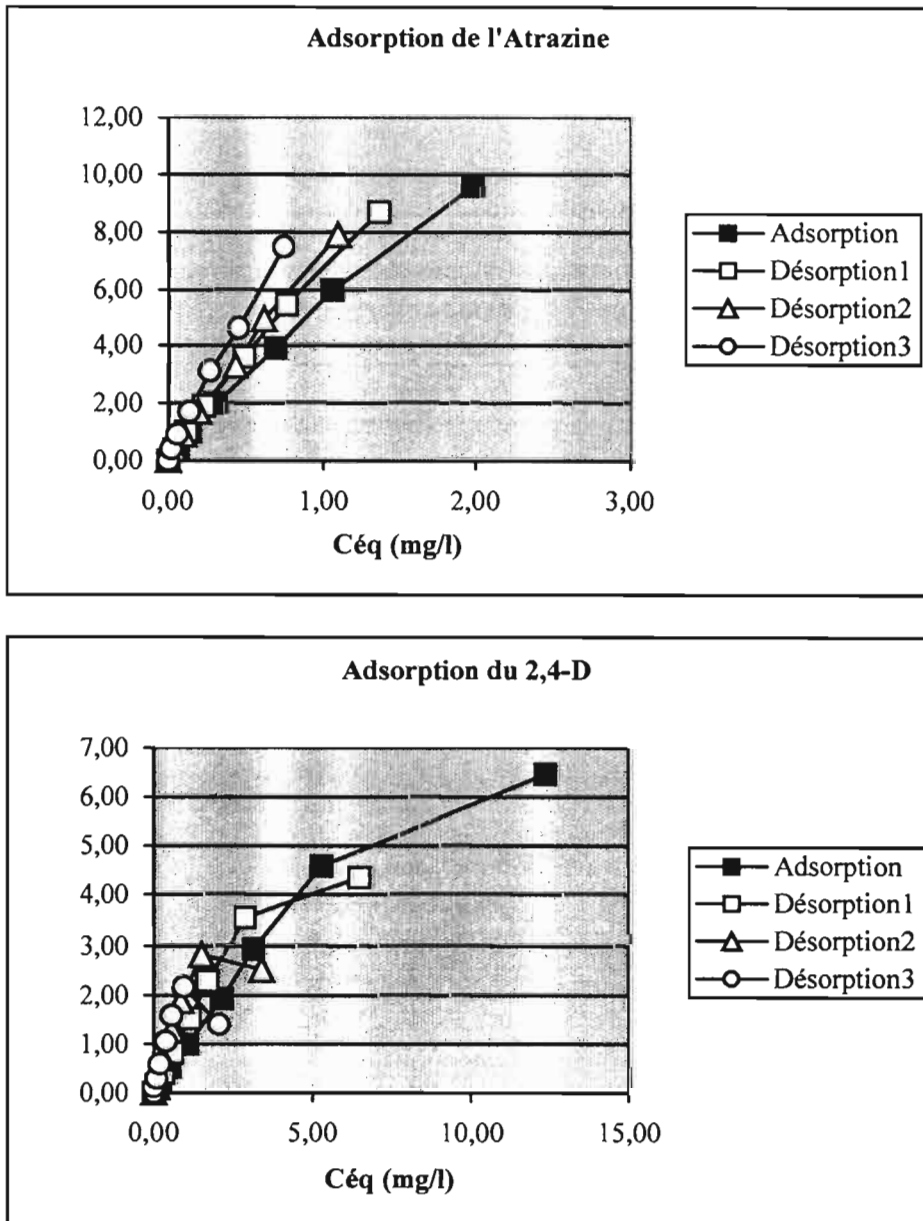 Adsorption de l'Atrazine
12,00
10,00
8,00
6,00
4,00
2,00
0,00
0,00 1,00 2,00 3,00
Céq (mg/l)
Adsorption
Désorption1
Désorption2
Désorption3
Adsorption du 2,4-D
7,00
6,00
5,00
4,00
3,00
2,00
1,00
0,00
0,00 5,00 10,00 15,00
Céq (mg/l)
Adsorption
Désorption1
Désorption2
Désorption3